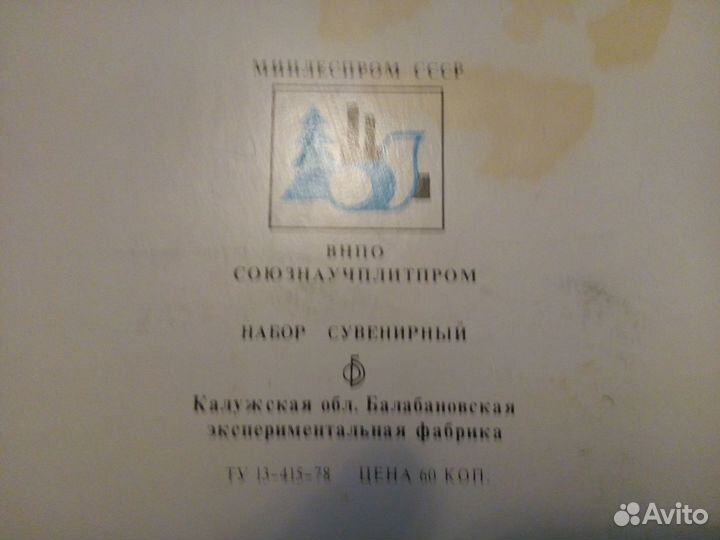 МИНЛЕСПРОМ СССР
ВНПО
СОЮЗНАУЧПЛИТПРОМ
НАБОР СУВЕНИРНЫЙ
Калужская обл. Балабановская
экспериментальная фабрика
ТУ 13-415-78 ЦЕНА 60 КОП.
Avito